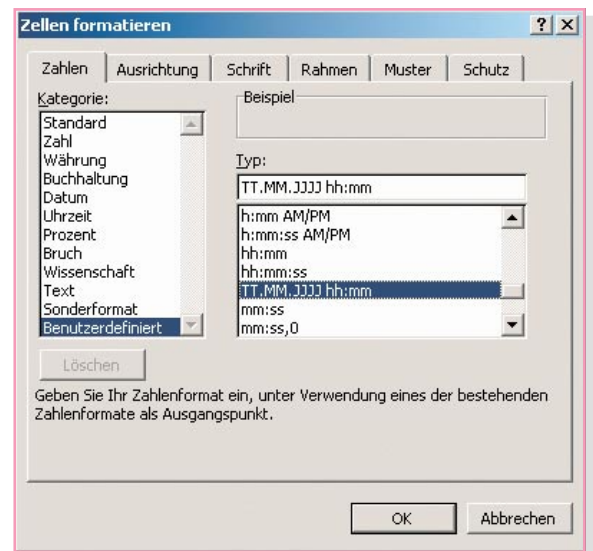 Zellen formatieren
Zahlen Ausrichtung Schrift Rahmen Muster Schutz
Kategorie:
Standard
Zahl
Währung
Buchhaltung
Datum
Uhrzeit
Prozent
Bruch
Wissenschaft
Text
Sonderformat
Benutzerdefiniert
Beispiel
Typ:
TT.MM.JJJJ hh:mm
h:mm AM/PM
h:mm:ss AM/PM
hh:mm
hh:mm:ss
TT.MM.JJJJ hh:mm
mm:ss
mm:ss,0
Löschen
Geben Sie Ihr Zahlenformat ein, unter Verwendung eines der bestehenden
Zahlenformate als Ausgangspunkt.
OK Abbrechen